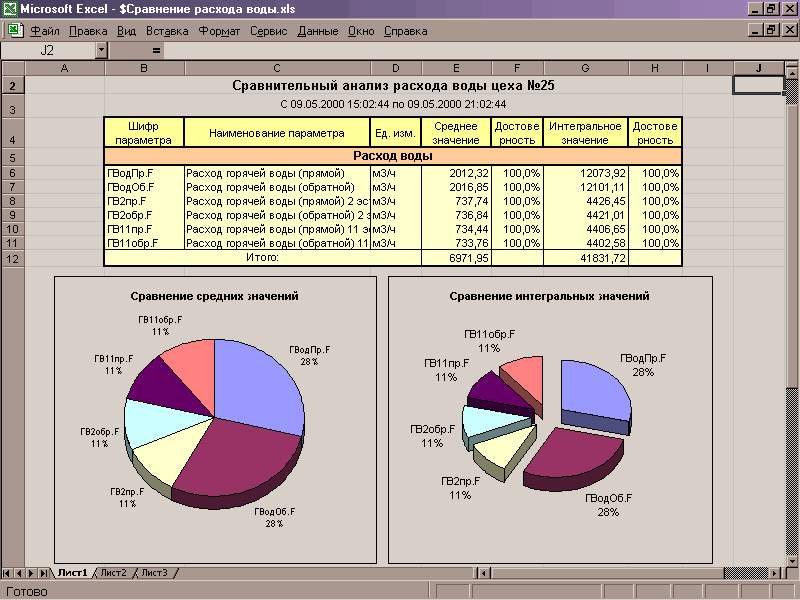 Microsoft Excel - $Сравнение расхода воды.xls
Файл Правка Вид Вставка Формат Сервис Данные Окно Справка
J2 =
A B C D E F G H I J
2 Сравнительный анализ расхода воды цеха №25
3 С 09.05.2000 15:02:44 по 09.05.2000 21:02:44
Шифр Среднее Достове Интегральное Достове
4 Наименование параметра Ед. изм.
параметра значение рность значение рность
5 Расход воды
6 ГВодПр.F Расход горячей воды (прямой) м3/ч 2012,32 100,0% 12073,92 100,0%
7 ГВодОб.F Расход горячей воды (обратной) м3/ч 2016,85 100,0% 12101,11 100,0%
8 ГВ2пр.F Расход горячей воды (прямой) 2 эс м3/ч 737,74 100,0% 4426,45 100,0%
9 ГВ2обр.F Расход горячей воды (обратной) 2 э м3/ч 736,84 100,0% 4421,01 100,0%
10 ГВ11пр.F Расход горячей воды (прямой) 11 э м3/ч 734,44 100,0% 4406,65 100,0%
11 ГВ11обр.F Расход горячей воды (обратной) 11 м3/ч 733,76 100,0% 4402,58 100,0%
12 Итого: 6971,95 41831,72
Сравнение средних значений
ГВ11обр.F
11%
ГВодПр.F
28%
ГВ11пр.F
11%
ГВ2обр.F
11%
ГВ2пр.F
11%
ГВодОб.F
28%
Сравнение интегральных значений
ГВ11обр.F
11%
ГВодПр.F
28%
ГВ11пр.F
11%
ГВ2обр.F
11%
ГВ2пр.F
11%
ГВодОб.F
28%
Лист1 Лист2 Лист3
Готово